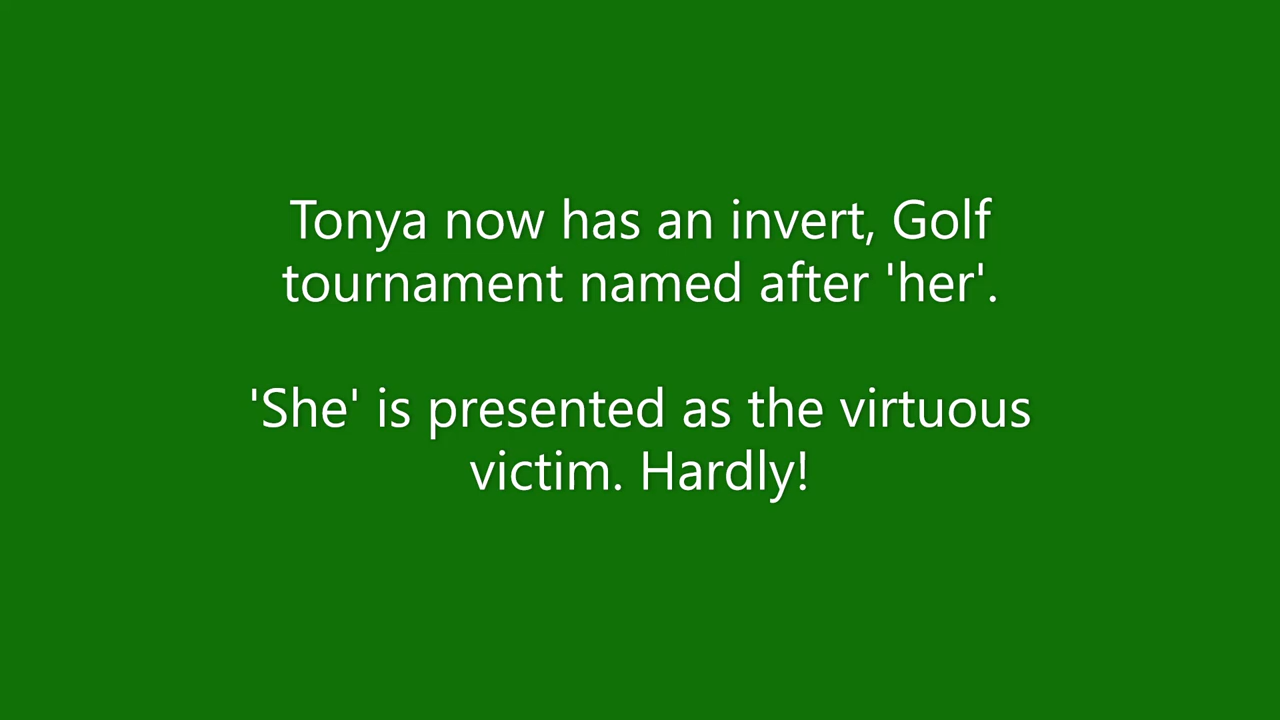 Tonya now has an invert, Golf
tournament named after 'her'.
'She' is presented as the virtuous
victim. Hardly!